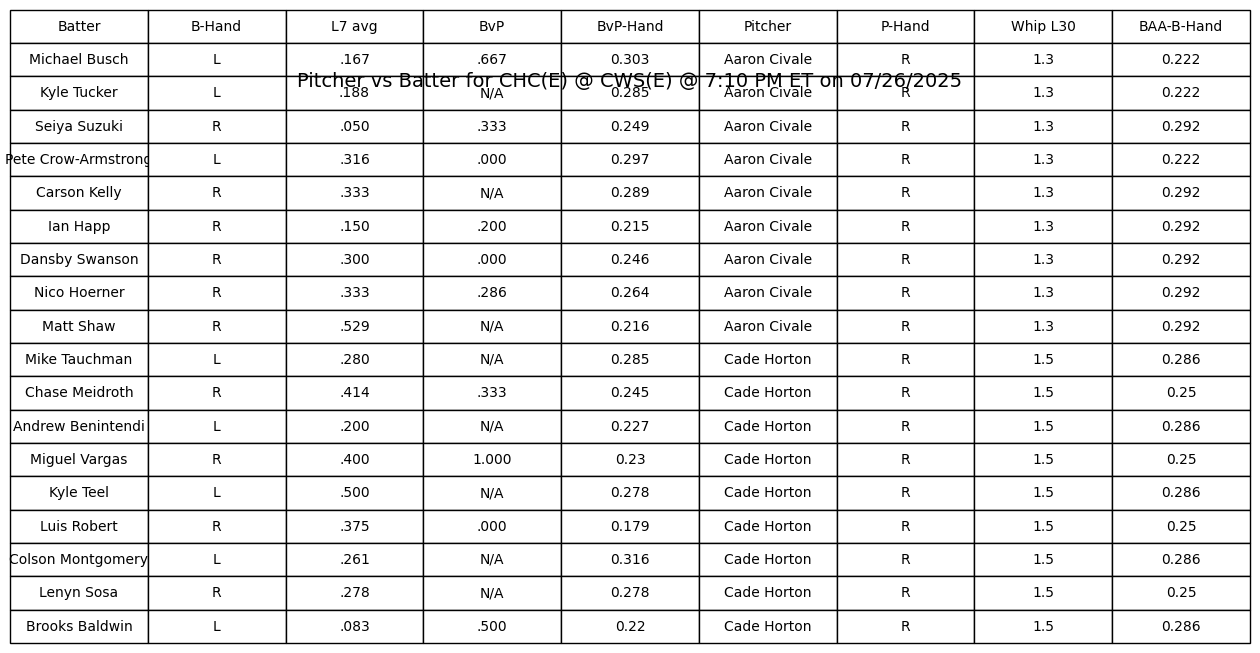 Batter B-Hand L7 avg BvP BvP-Hand Pitcher P-Hand Whip L30 BAA-B-Hand
Michael Busch L .167 .667 0.303 Aaron Civale R 1.3 0.222
Pitcher vs Batter for CHC(E) @ CWS(E) @ 7:10 PM ET on 07/26/2025
Kyle Tucker L .188 N/A 0.285 Aaron Civale R 1.3 0.222
Seiya Suzuki R .050 .333 0.249 Aaron Civale R 1.3 0.292
Pete Crow-Armstrong L .316 .000 0.297 Aaron Civale R 1.3 0.222
Carson Kelly R .333 N/A 0.289 Aaron Civale R 1.3 0.292
Ian Happ R .150 .200 0.215 Aaron Civale R 1.3 0.292
Dansby Swanson R .300 .000 0.246 Aaron Civale R 1.3 0.292
Nico Hoerner R .333 .286 0.264 Aaron Civale R 1.3 0.292
Matt Shaw R .529 N/A 0.216 Aaron Civale R 1.3 0.292
Mike Tauchman L .280 N/A 0.285 Cade Horton R 1.5 0.286
Chase Meidroth R .414 .333 0.245 Cade Horton R 1.5 0.25
Andrew Benintendi L .200 N/A 0.227 Cade Horton R 1.5 0.286
Miguel Vargas R .400 1.000 0.23 Cade Horton R 1.5 0.25
Kyle Teel L .500 N/A 0.278 Cade Horton R 1.5 0.286
Luis Robert R .375 .000 0.179 Cade Horton R 1.5 0.25
Colson Montgomery L .261 N/A 0.316 Cade Horton R 1.5 0.286
Lenyn Sosa R .278 N/A 0.278 Cade Horton R 1.5 0.25
Brooks Baldwin L .083 .500 0.22 Cade Horton R 1.5 0.286